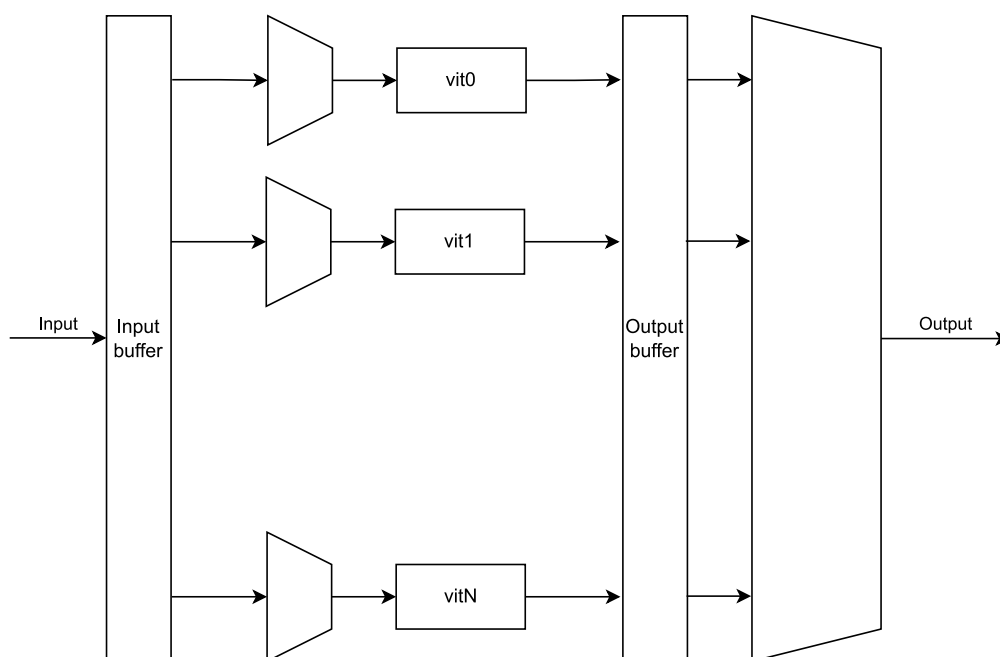 vit0
vit1
Input
Input
buffer
Output
buffer
Output
vitN